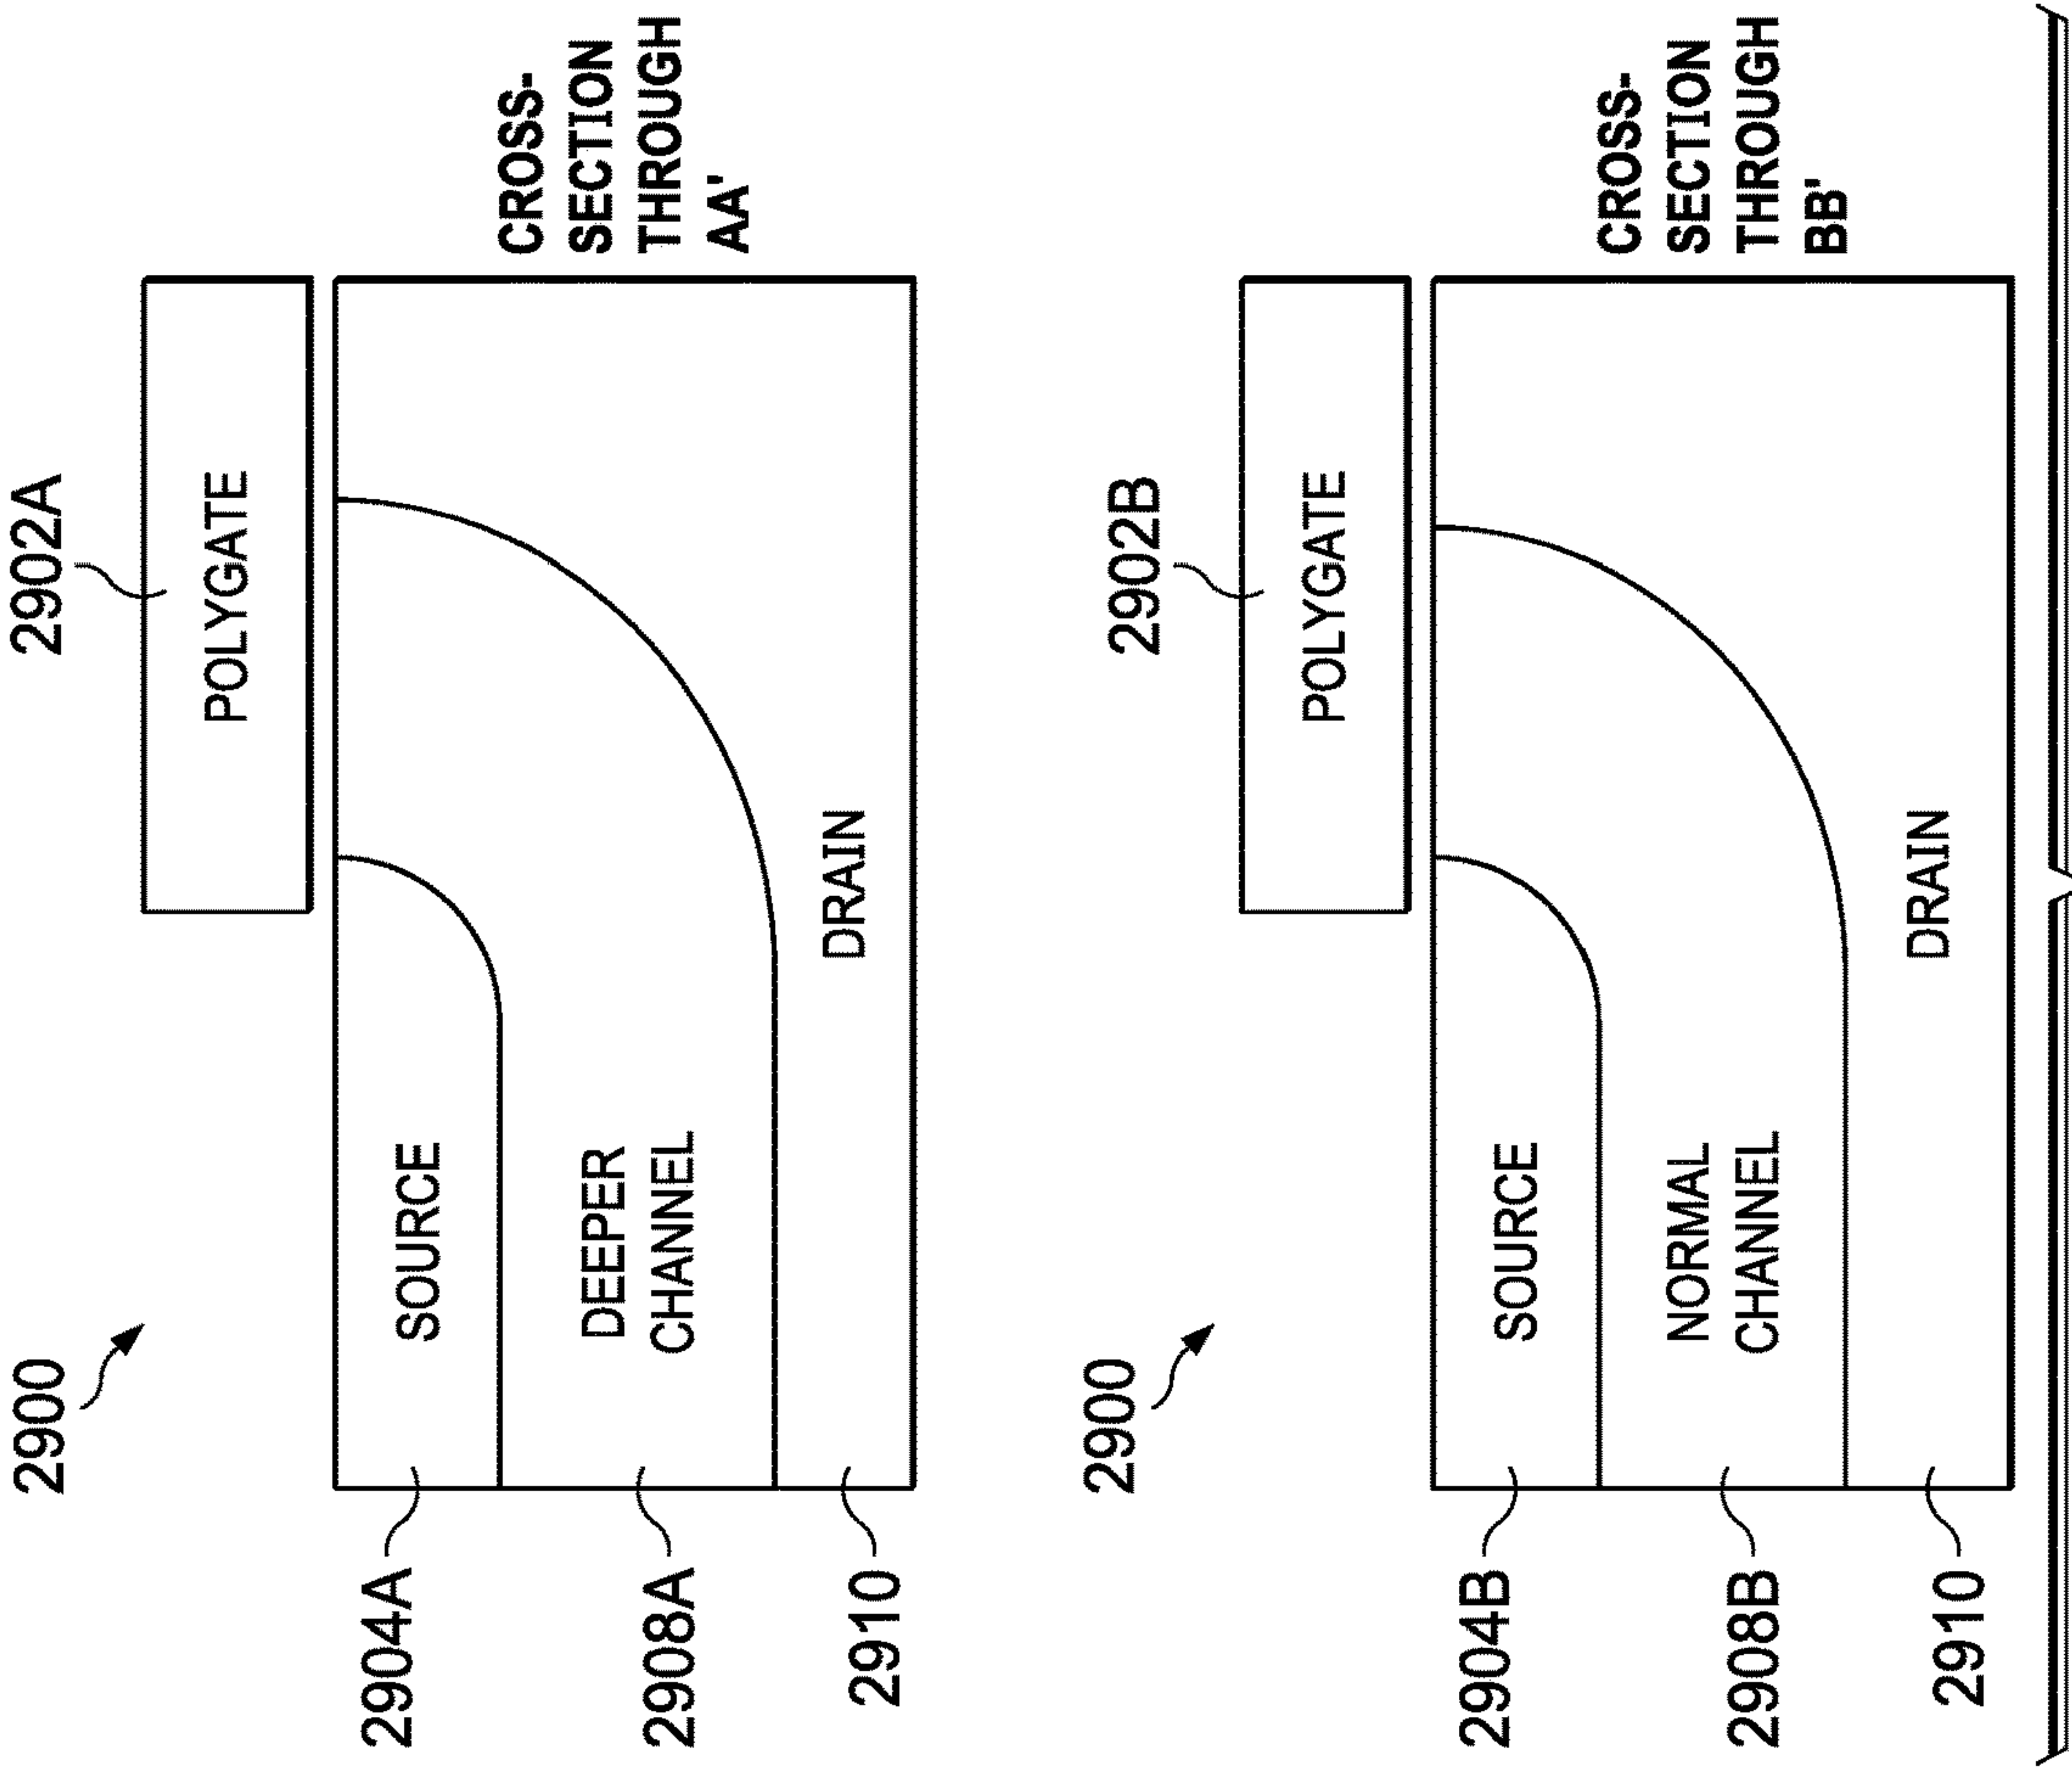 2900
2902A
POLYGATE
2904A
SOURCE
2908A
DEEPER
CHANNEL
2910
DRAIN
CROSS-
SECTION
THROUGH
AA'
2900
2902B
POLYGATE
2904B
SOURCE
2908B
NORMAL
CHANNEL
2910
DRAIN
CROSS-
SECTION
THROUGH
BB'